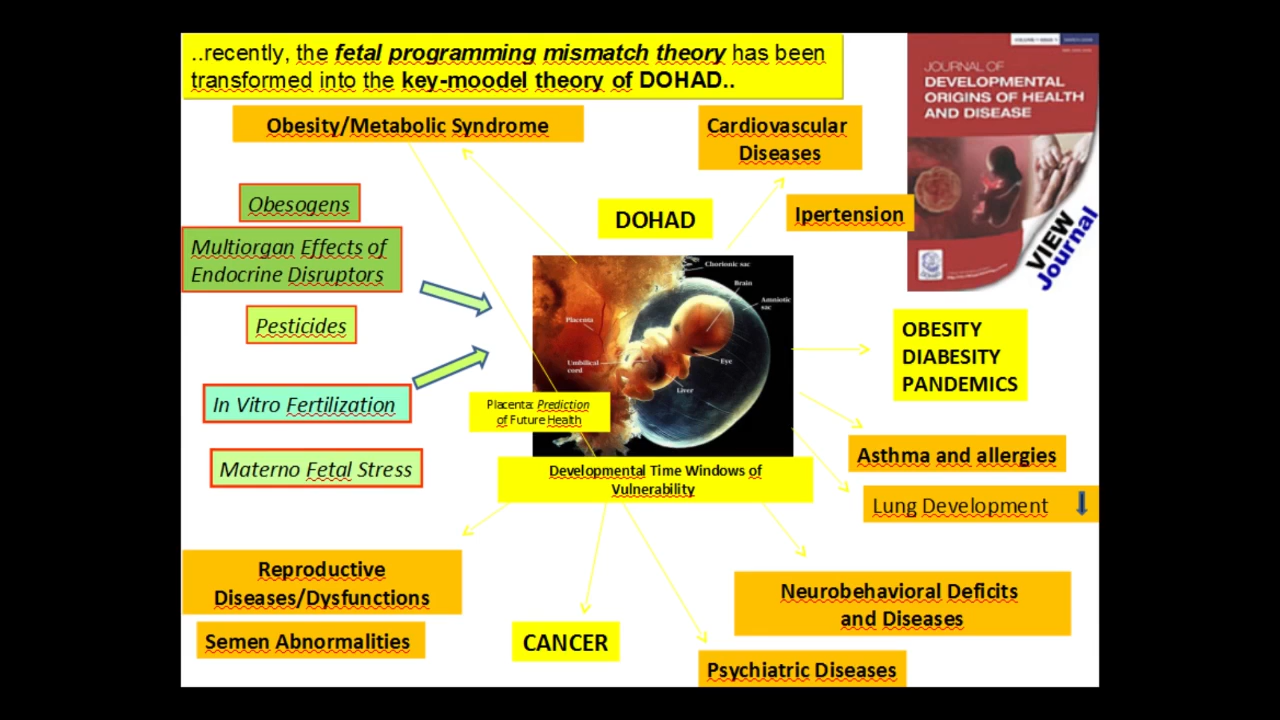 ..recently, the fetal programming mismatch theory has been
transformed into the key-moodel theory of DOHAD..
JOURNAL OF
DEVELOPMENTAL
ORIGINS OF HEALTH
AND DISEASE
VIEW
Journal
Obesity/Metabolic Syndrome
Cardiovascular
Diseases
Ipertension
DOHAD
Obesogens
Multiorgan Effects of
Endocrine Disruptors
Pesticides
In Vitro Fertilization
Materno Fetal Stress
Chorionic sac
Brain
Amniotic
sac
Placenta
Umbilical
cord
Eye
Liver
Placenta: Prediction
of Future Health
Developmental Time Windows of
Vulnerability
OBESITY
DIABESITY
PANDEMICS
Asthma and allergies
Lung Development
Reproductive
Diseases/Dysfunctions
Semen Abnormalities
CANCER
Neurobehavioral Deficits
and Diseases
Psychiatric Diseases